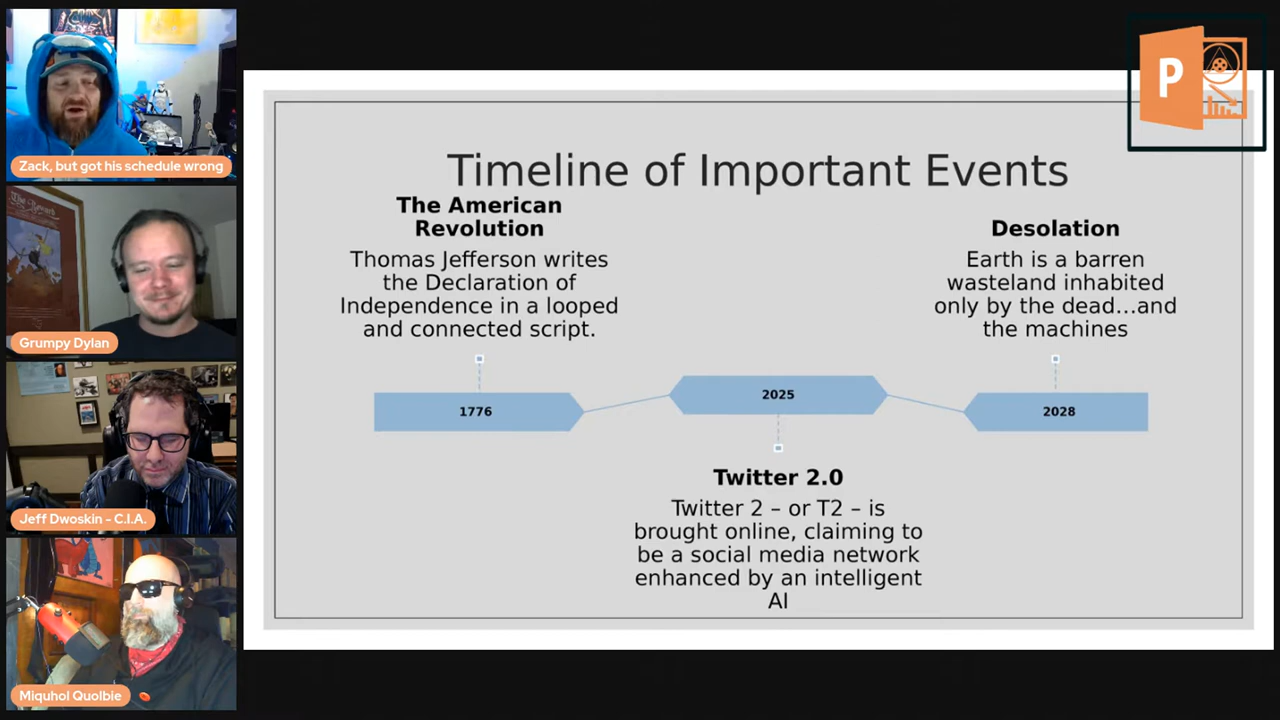 Zack, but got his schedule wrong
Grumpy Dylan
Jeff Dwoskin - C.I.A.
Miquhol Quolbie
P
Timeline of Important Events
The American
Revolution
Thomas Jefferson writes
the Declaration of
Independence in a looped
and connected script.
1776
2025
Twitter 2.0
Twitter 2 – or T2 – is
brought online, claiming to
be a social media network
enhanced by an intelligent
AI
Desolation
Earth is a barren
wasteland inhabited
only by the dead...and
the machines
2028